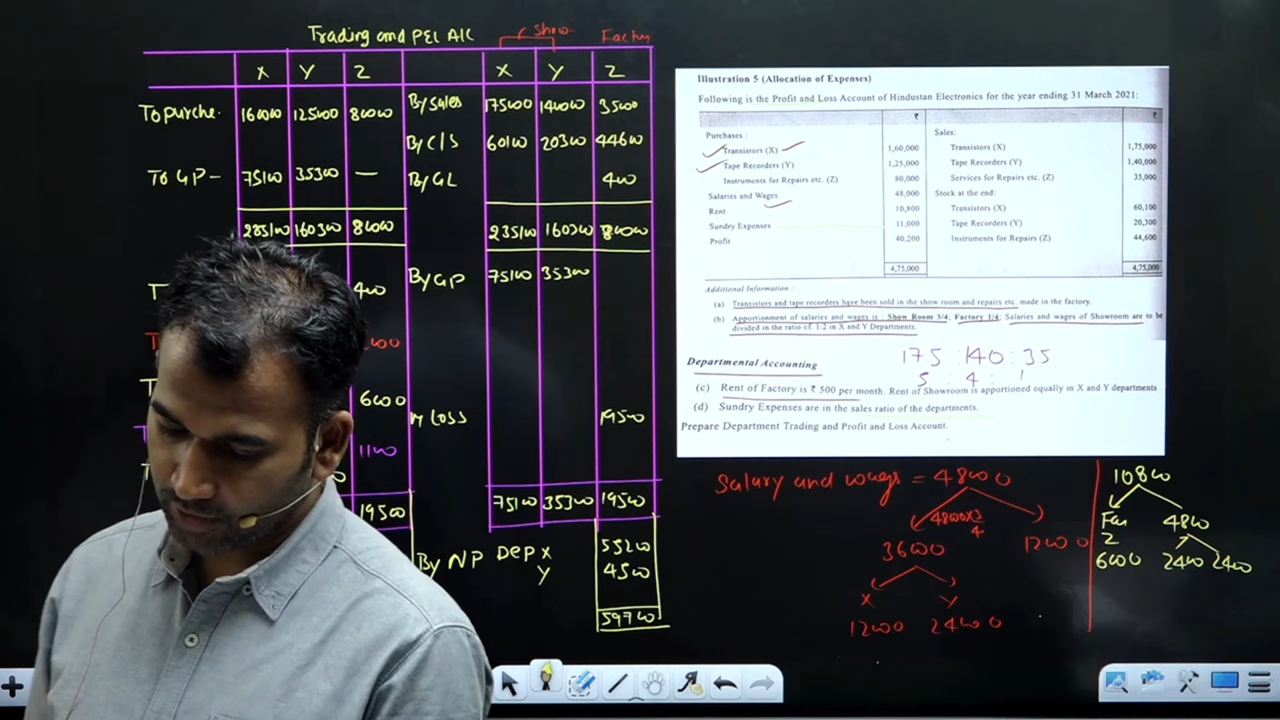 Trading and P&L A/C
Show
Factory
X Y Z X Y Z
To purche. 160000 125000 80000 By Sales 175000 140000 35000
By C/S 60100 20300 44600
To GP - 75100 35300 — By GL 400
235100 160300 80000 235100 160300 80000
400 By GP 75100 35300
6000 N Loss 19500
1100
19500 75100 35300 19500
By NP Dep X 55200
Y 4500
59700
Illustration 5 (Allocation of Expenses)
Following is the Profit and Loss Account of Hindustan Electronics for the year ending 31 March 2021:
₹ ₹
Purchases : Sales:
Transistors (X) 1,60,000 Transistors (X) 1,75,000
Tape Recorders (Y) 1,25,000 Tape Recorders (Y) 1,40,000
Instruments for Repairs etc. (Z) 80,000 Services for Repairs etc. (Z) 35,000
Salaries and Wages 48,000 Stock at the end:
Rent 10,800 Transistors (X) 60,100
Sundry Expenses 11,000 Tape Recorders (Y) 20,300
Profit 40,200 Instruments for Repairs (Z) 44,600
4,75,000 4,75,000
Additional Information :
(a) Transistors and tape recorders have been sold in the show room and repairs etc. made in the factory.
(b) Apportionment of salaries and wages is : Show Room 3/4; Factory 1/4; Salaries and wages of Showroom are to be
divided in the ratio of 1:2 in X and Y Departments.
175 : 140 : 35
Departmental Accounting
5 : 4 : 1
(c) Rent of Factory is ₹ 500 per month. Rent of Showroom is apportioned equally in X and Y departments
(d) Sundry Expenses are in the sales ratio of the departments.
Prepare Department Trading and Profit and Loss Account.
Salary and wages = 48000
48000 x 3/4
36000 12000
X Y
12000 24000
10800
Fac 4800
Z
6000 2400 2400